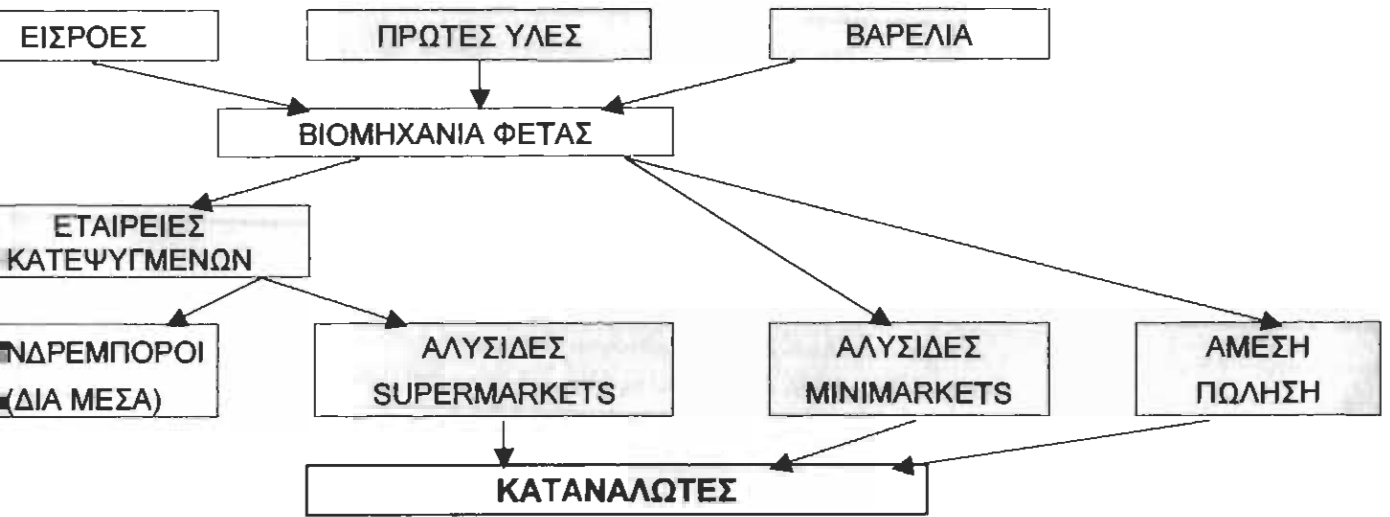 ΕΙΣΡΟΕΣ
ΠΡΩΤΕΣ ΥΛΕΣ
ΒΑΡΕΛΙΑ
ΒΙΟΜΗΧΑΝΙΑ ΦΕΤΑΣ
ΕΤΑΙΡΕΙΕΣ
ΚΑΤΕΨΥΓΜΕΝΩΝ
ΝΔΡΕΜΠΟΡΟΙ
(ΔΙΑ ΜΕΣΑ)
ΑΛΥΣΙΔΕΣ
SUPERMARKETS
ΑΛΥΣΙΔΕΣ
MINIMARKETS
ΑΜΕΣΗ
ΠΩΛΗΣΗ
ΚΑΤΑΝΑΛΩΤΕΣ